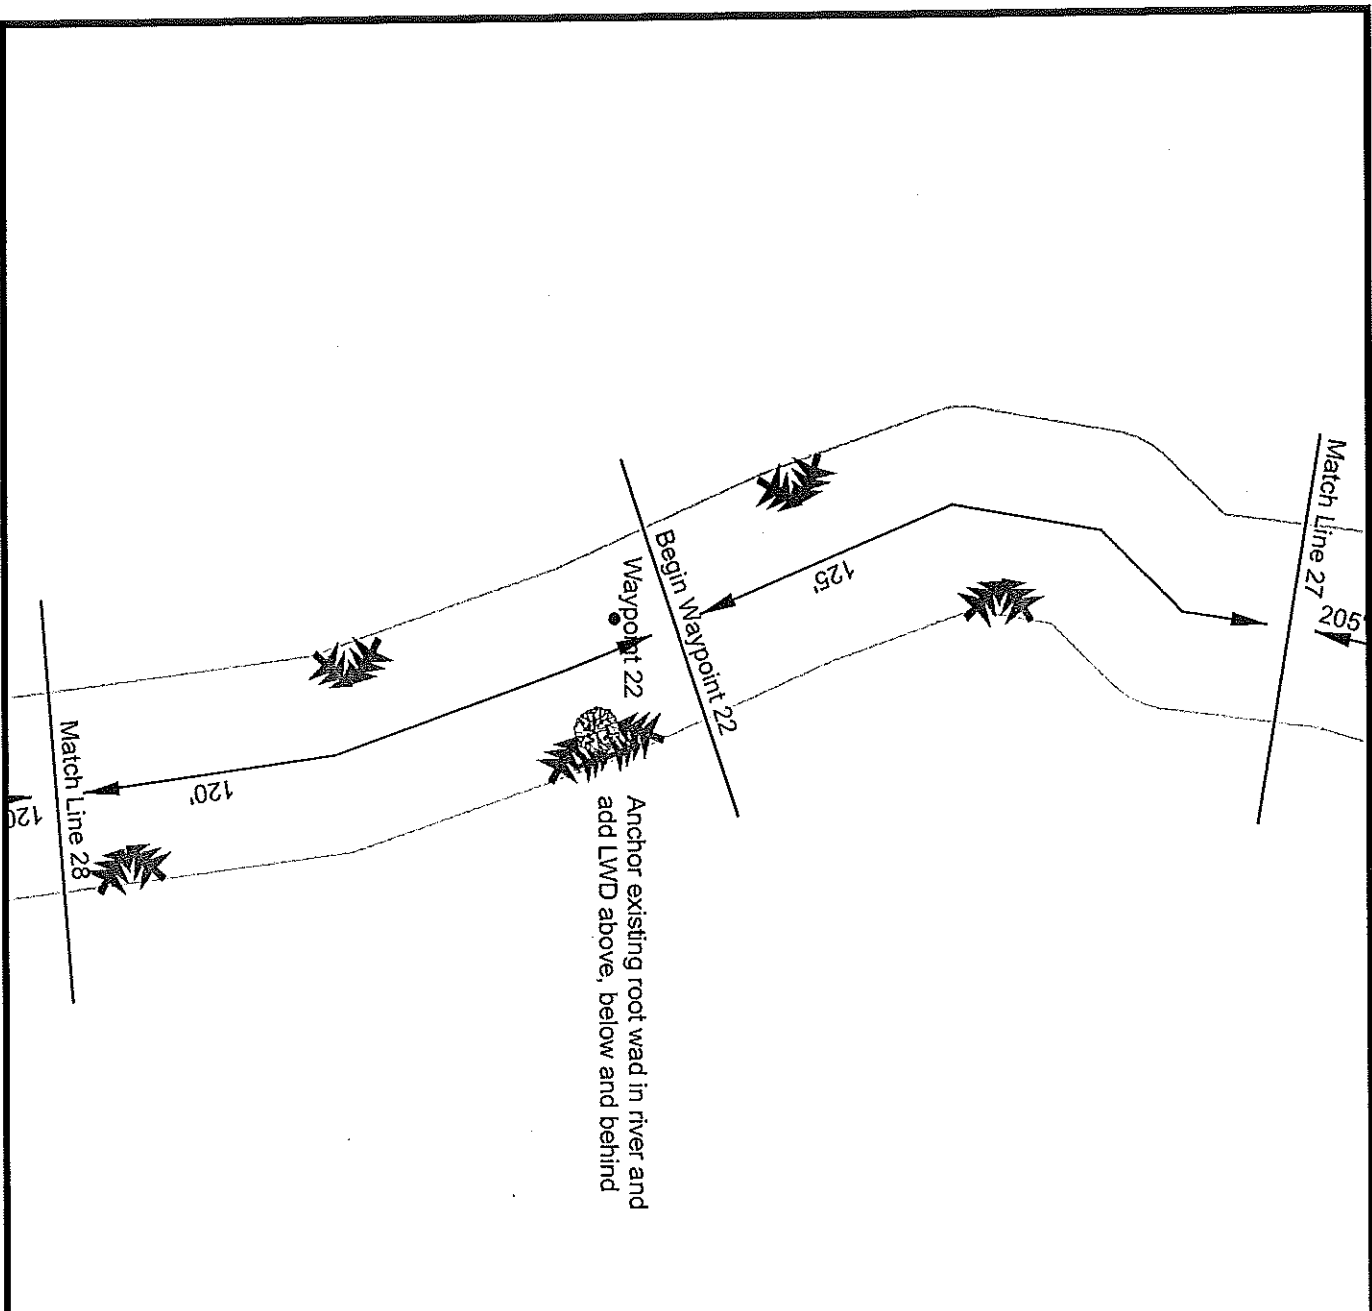 Match Line 27
205'
125'
Begin Waypoint 22
Waypoint 22
Anchor existing root wad in river and
add LWD above, below and behind
120'
Match Line 28
120